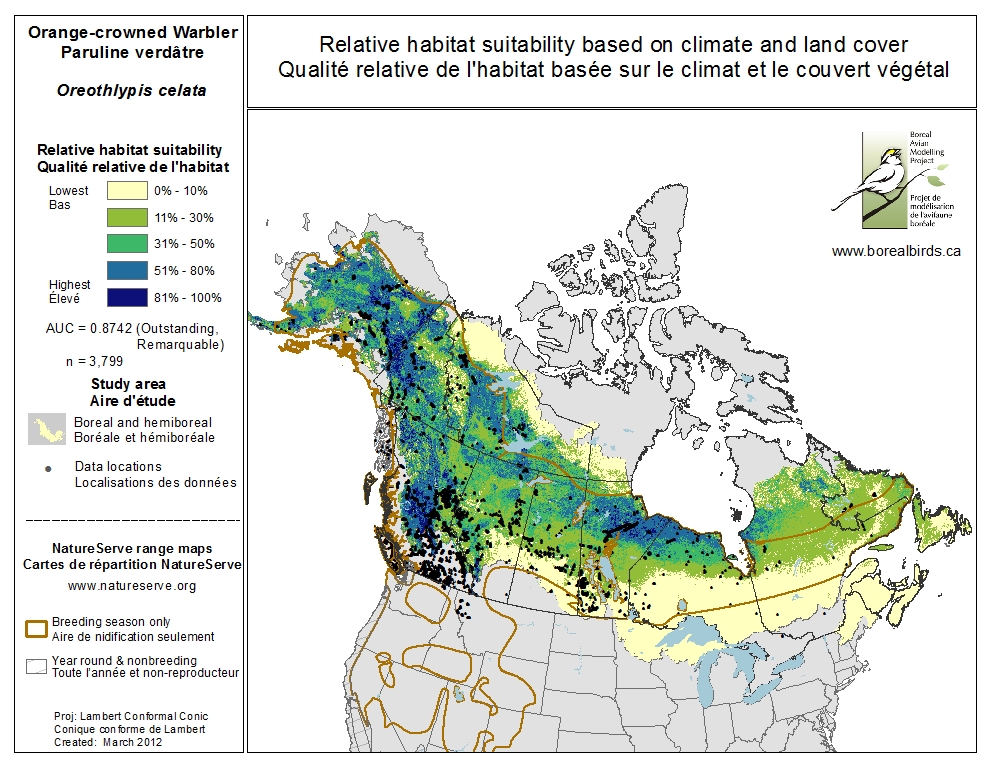 Orange-crowned Warbler
Paruline verdâtre
Oreothlypis celata
Relative habitat suitability
Qualité relative de l'habitat
Lowest
Bas
0% - 10%
11% - 30%
31% - 50%
51% - 80%
Highest
Élevé
81% - 100%
AUC = 0.8742 (Outstanding,
Remarquable)
n = 3,799
Study area
Aire d'étude
Boreal and hemiboreal
Boréale et hémiboréale
Data locations
Localisations des données
NatureServe range maps
Cartes de répartition NatureServe
www.natureserve.org
Breeding season only
Aire de nidification seulement
Year round & nonbreeding
Toute l'année et non-reproducteur
Proj: Lambert Conformal Conic
Conique conforme de Lambert
Created: March 2012
Relative habitat suitability based on climate and land cover
Qualité relative de l'habitat basée sur le climat et le couvert végétal
Boreal
Avian
Modelling
Project
Projet de
modélisation
de l'avifaune
boréale
www.borealbirds.ca